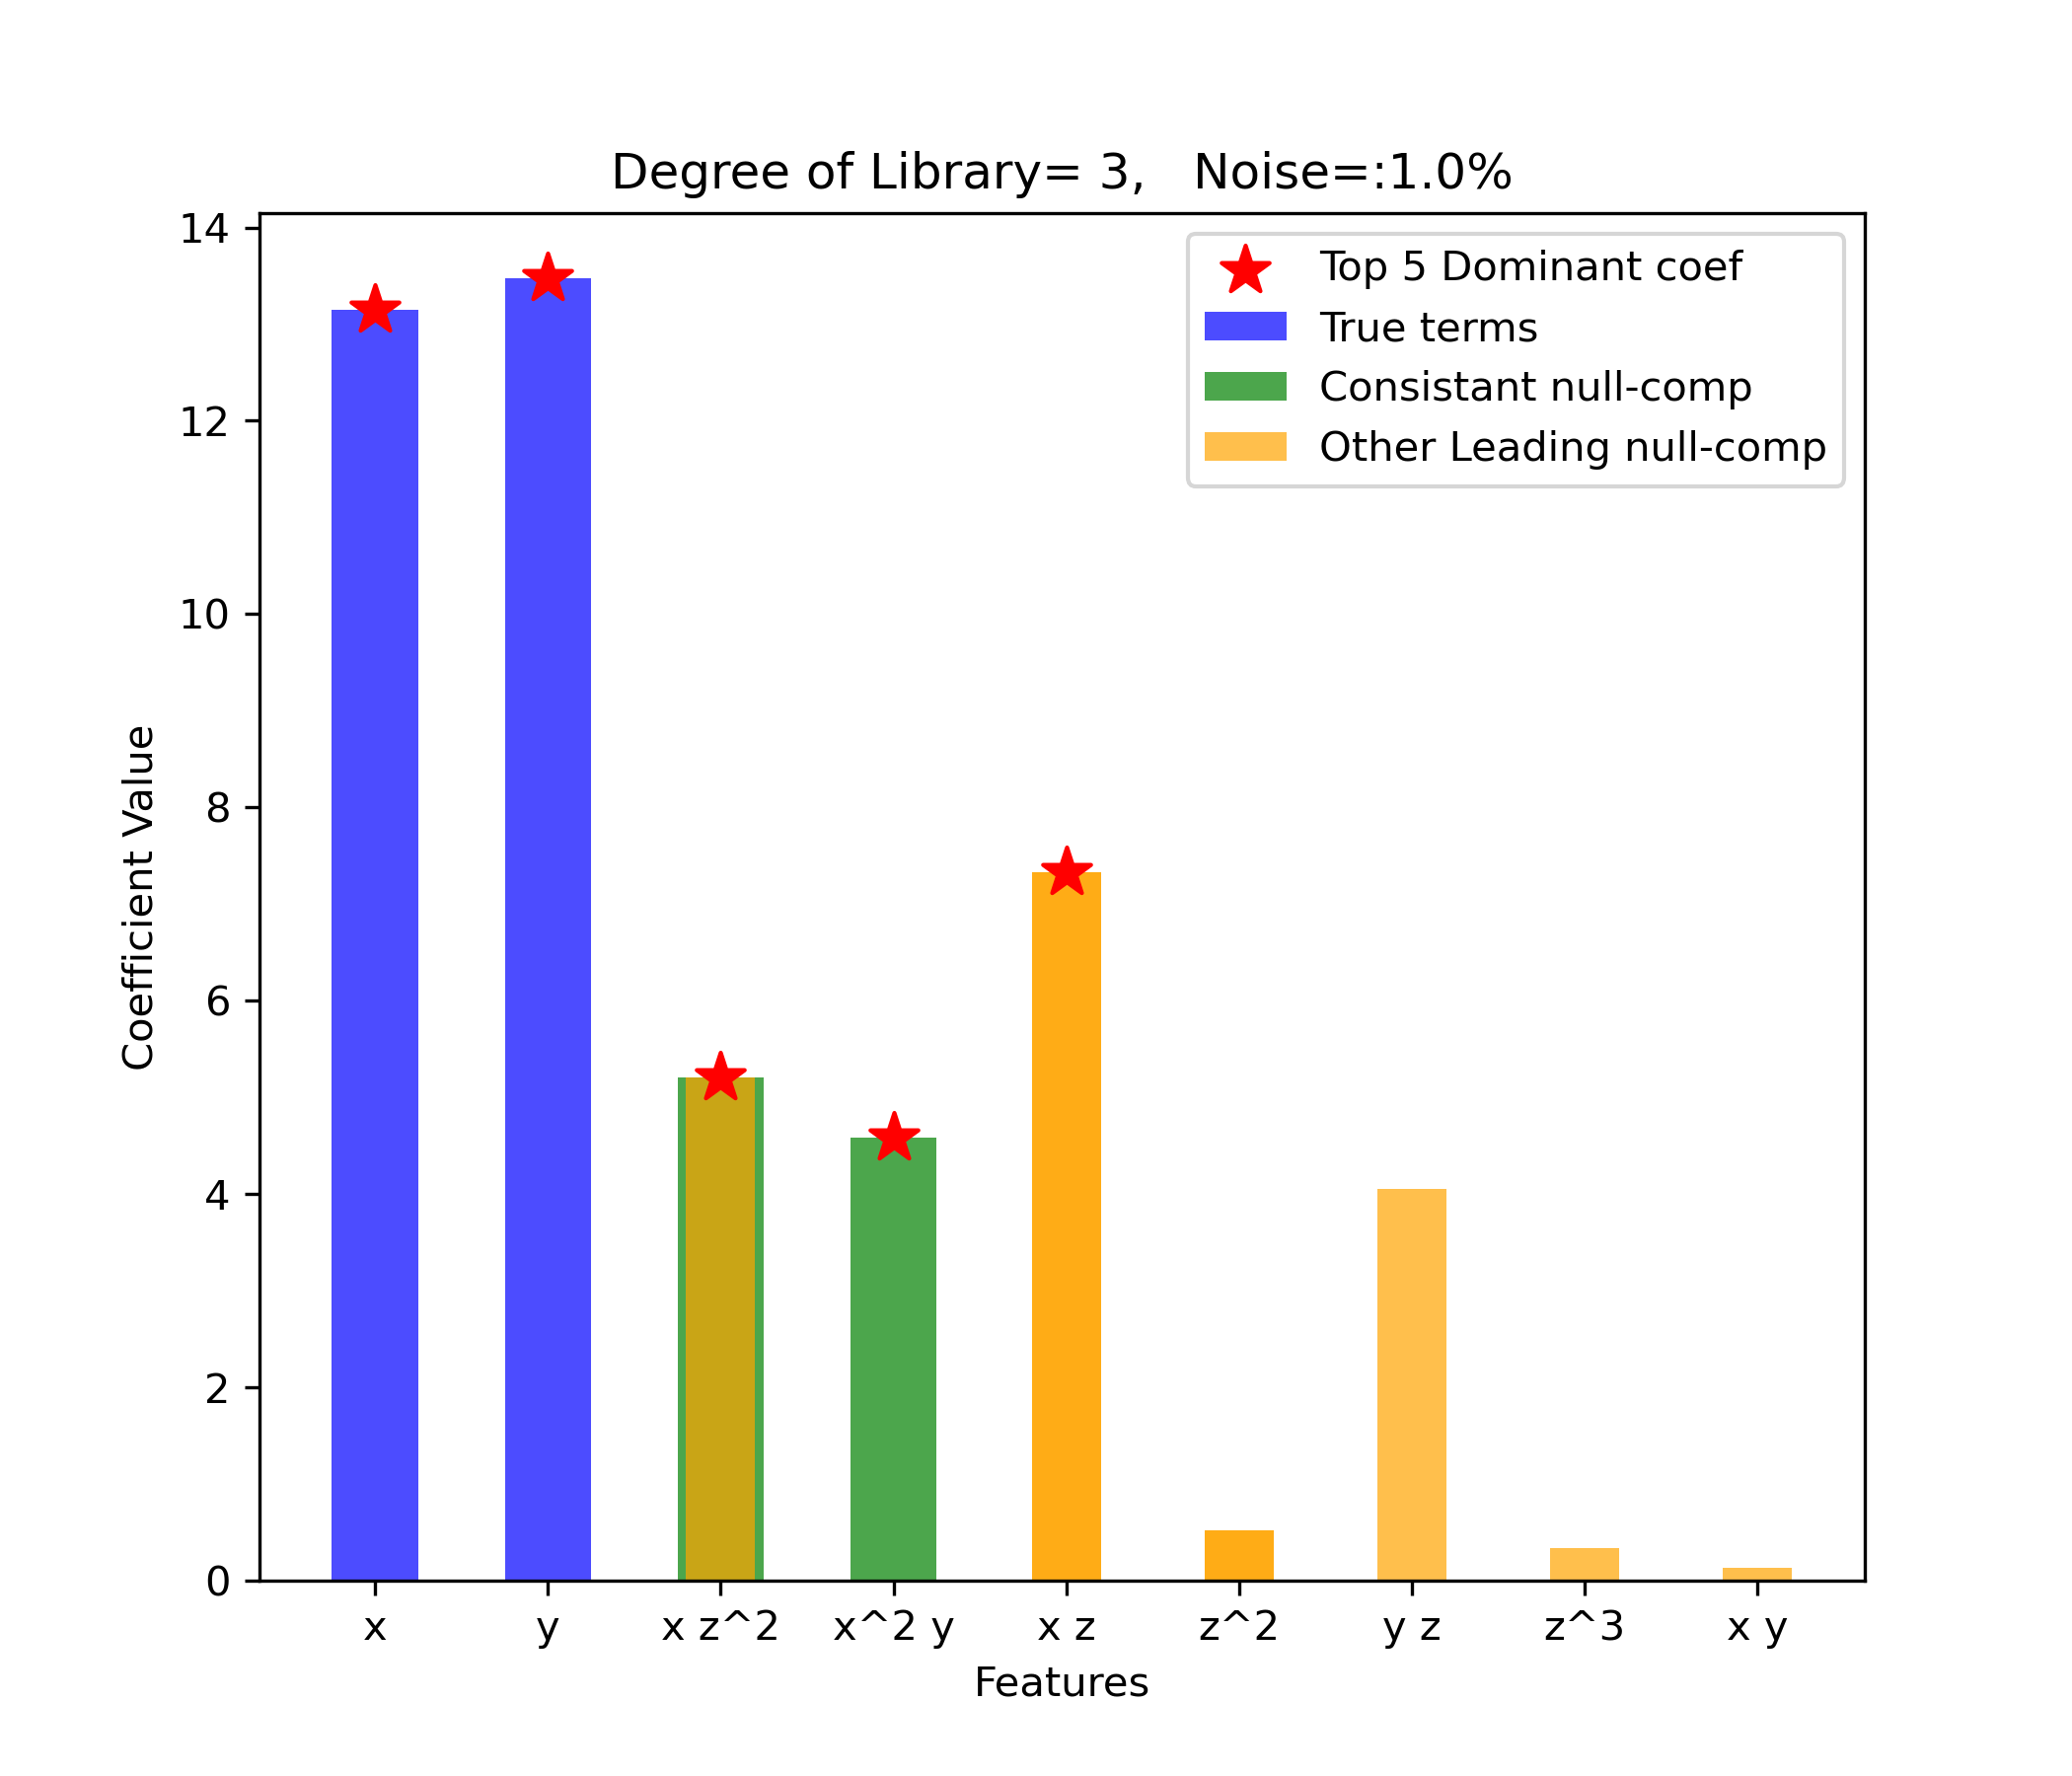 Degree of Library= 3,   Noise=:1.0%
Top 5 Dominant coef
True terms
Consistant null-comp
Other Leading null-comp
Coefficient Value
14
12
10
8
6
4
2
0
x y x z^2 x^2 y x z z^2 y z z^3 x y
Features